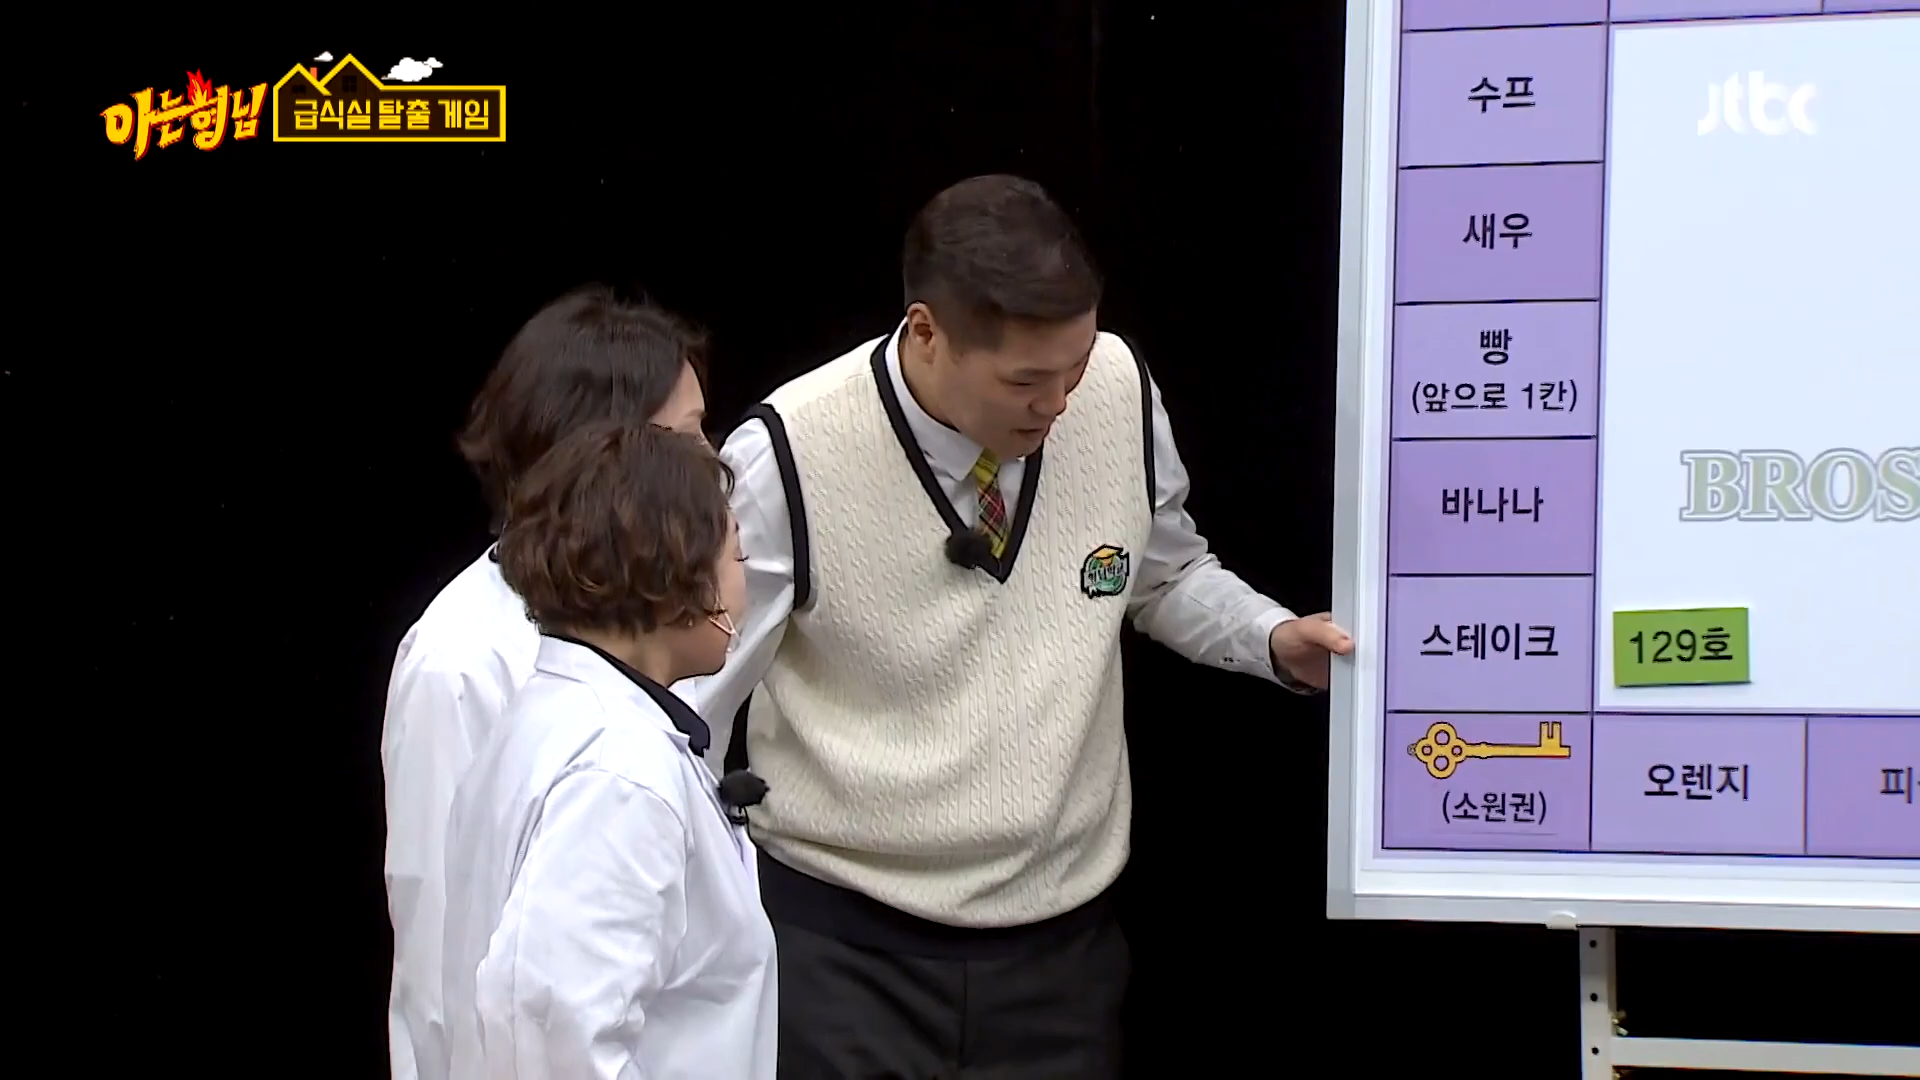 아는형님
급식실 탈출 게임
jtbc
수프
새우
빵
(앞으로 1칸)
BROS
바나나
스테이크
129호
(소원권)
오렌지